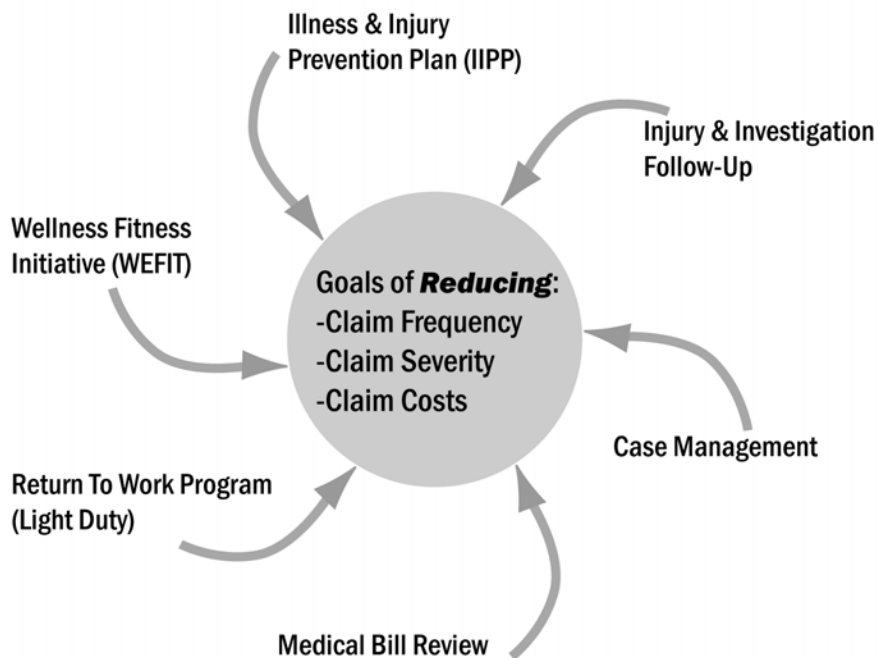 Illness & Injury
Prevention Plan (IIPP)
Injury & Investigation
Follow-Up
Wellness Fitness
Initiative (WEFIT)
Goals of Reducing:
-Claim Frequency
-Claim Severity
-Claim Costs
Case Management
Return To Work Program
(Light Duty)
Medical Bill Review